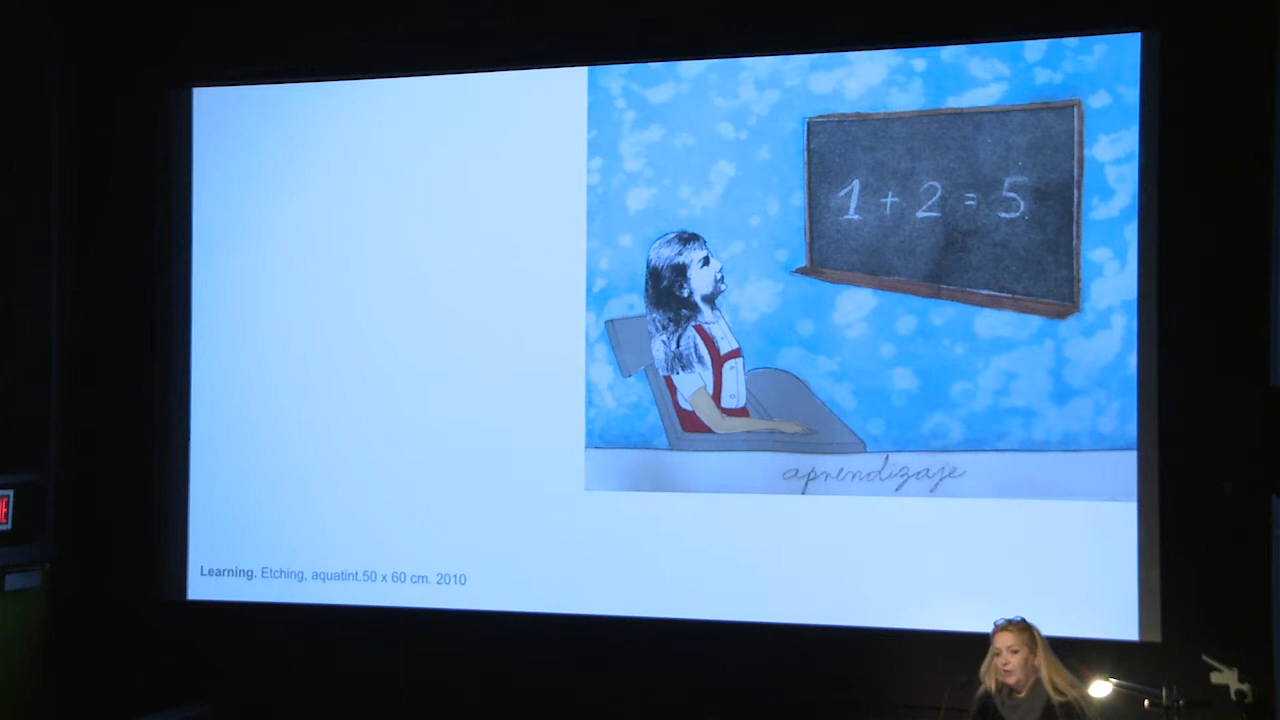 1 + 2 = 5
aprendizaje
Learning. Etching, aquatint.50 x 60 cm. 2010